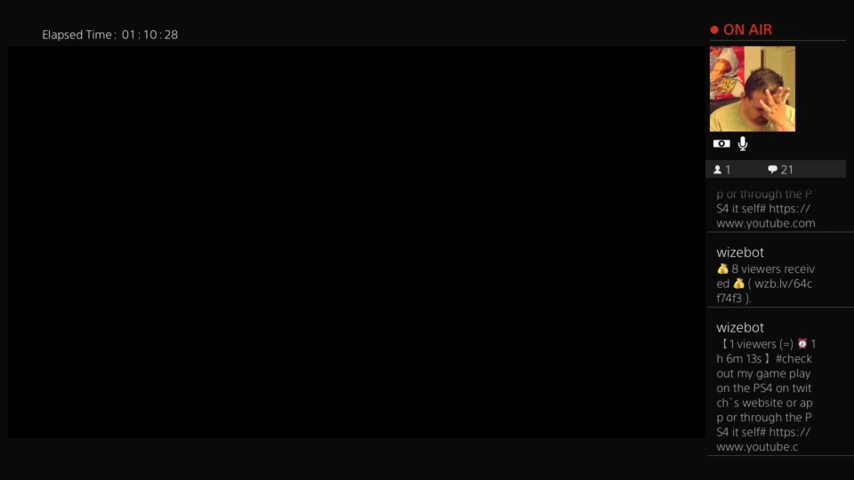 Elapsed Time: 01:10:28
ON AIR
1
21
p or through the P
S4 it self# https://
www.youtube.com
wizebot
💰 8 viewers receiv
ed 💰 ( wzb.lv/64c
f74f3 ).
wizebot
【 1 viewers (=) ⏰ 1
h 6m 13s 】 #check
out my game play
on the PS4 on twit
ch`s website or ap
p or through the P
S4 it self# https://
www.youtube.c